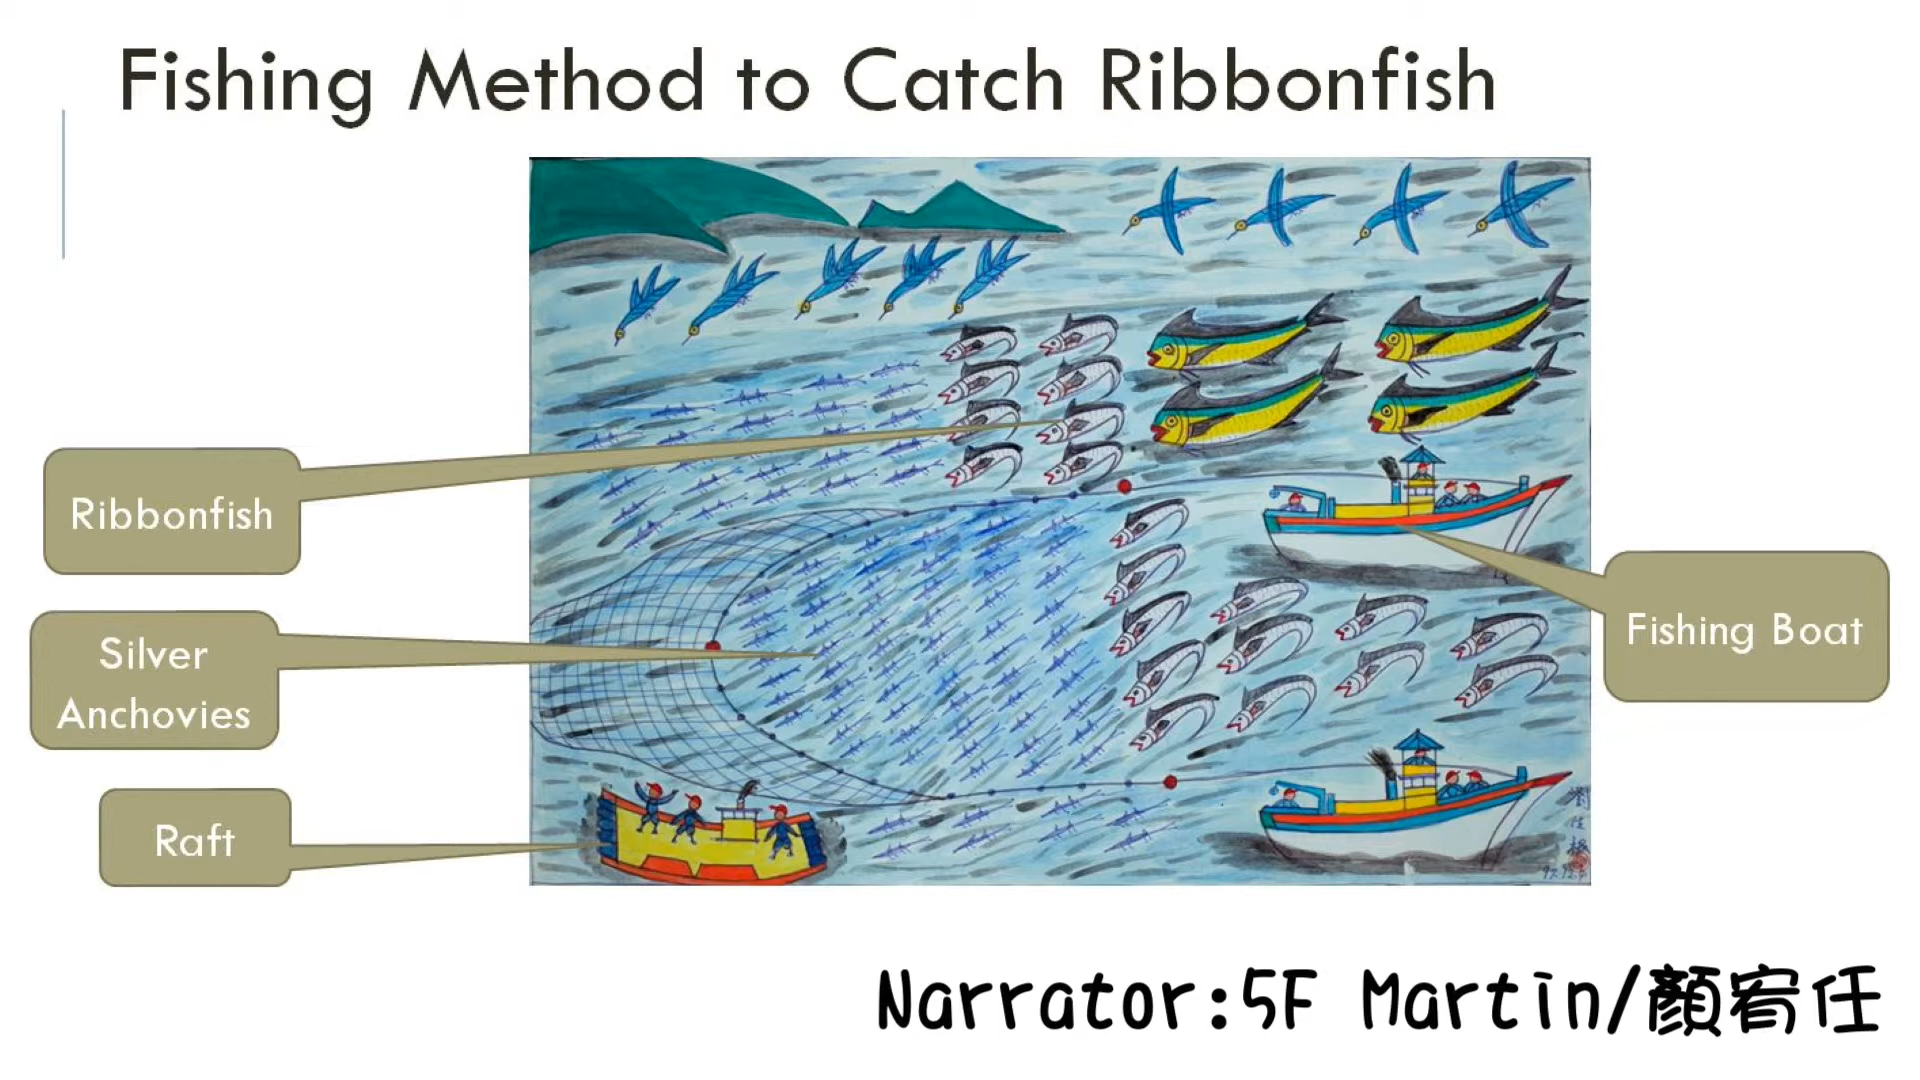 Fishing Method to Catch Ribbonfish
Ribbonfish
Silver
Anchovies
Raft
Fishing Boat
Narrator:5F Martin/顏宥任